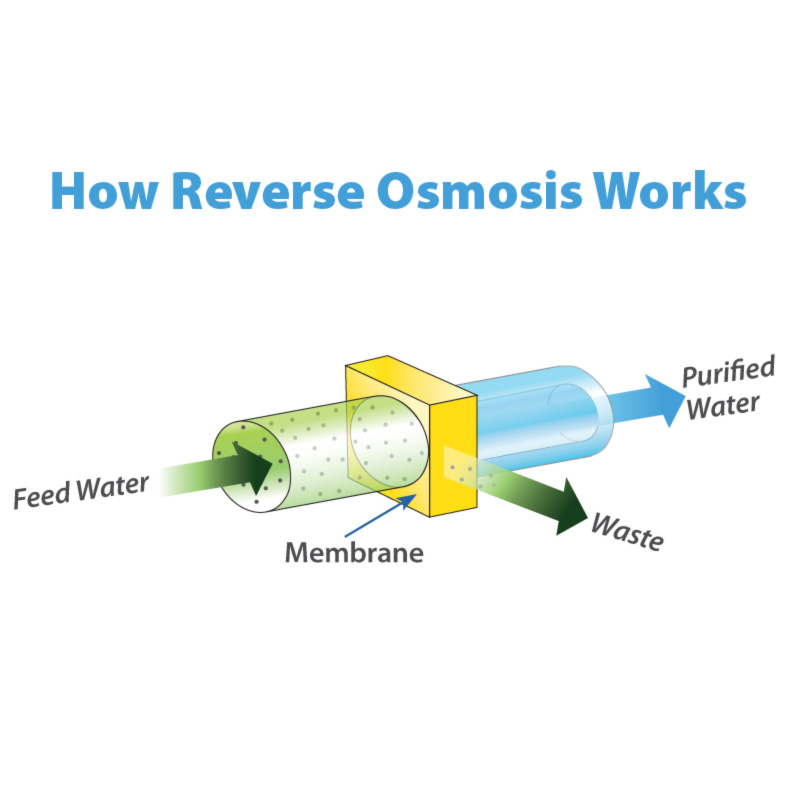 How Reverse Osmosis Works
Purified
Water
Feed Water
Waste
Membrane